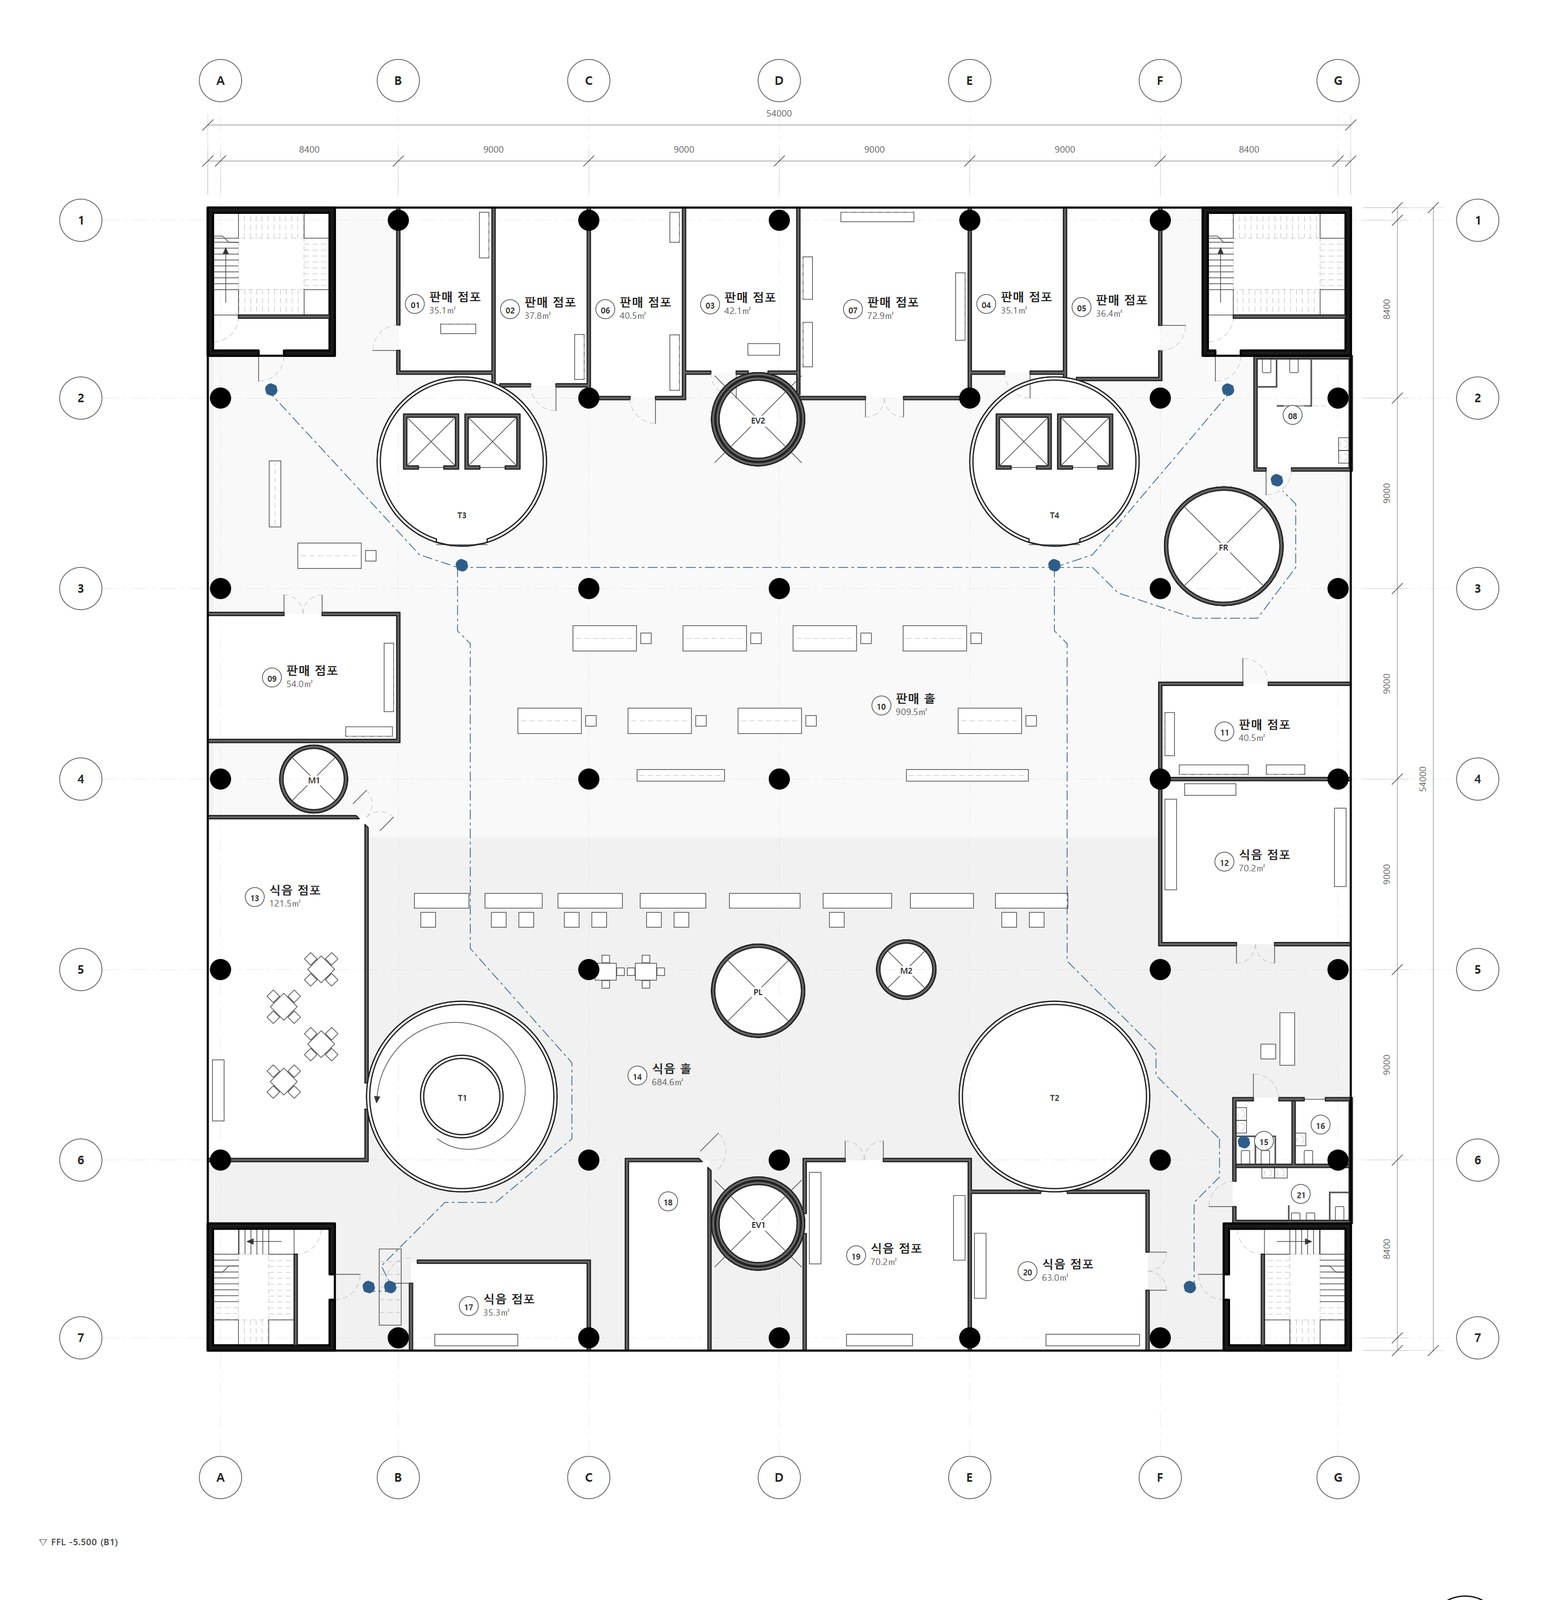 A B C D E F G
54000
8400 9000 9000 9000 9000 8400
1 1
01 판매 점포
35.1㎡
02 판매 점포
37.8㎡
06 판매 점포
40.5㎡
03 판매 점포
42.1㎡
07 판매 점포
72.9㎡
04 판매 점포
35.1㎡
05 판매 점포
36.4㎡
8400
2 2
EV2
08
9000
T3
T4
FR
3 3
09 판매 점포
54.0㎡
10 판매 홀
909.5㎡
9000
11 판매 점포
40.5㎡
4 4
M1
54000
12 식음 점포
70.2㎡
9000
13 식음 점포
121.5㎡
5 5
M2
PL
14 식음 홀
684.6㎡
9000
T1
T2
15
16
6 6
18
21
EV1
19 식음 점포
70.2㎡
20 식음 점포
63.0㎡
8400
17 식음 점포
35.3㎡
7 7
A B C D E F G
▽ FFL -5.500 (B1)